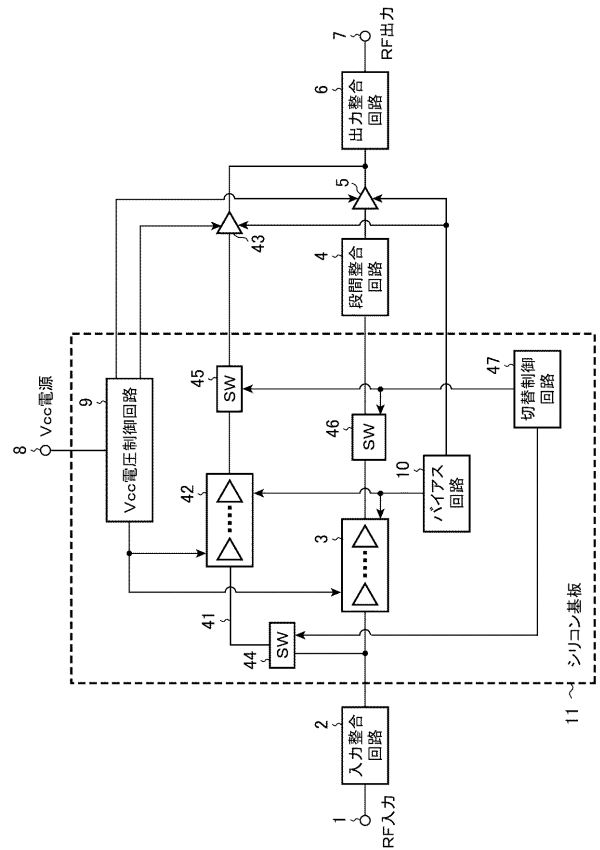 8
Vcc電源
9
Vcc電圧制御回路
1
RF入力
2
入力整合
回路
44
SW
41
42
45
SW
43
3
46
SW
4
段間整合
回路
5
6
出力整合
回路
7
RF出力
10
バイアス
回路
47
切替制御
回路
11
シリコン基板